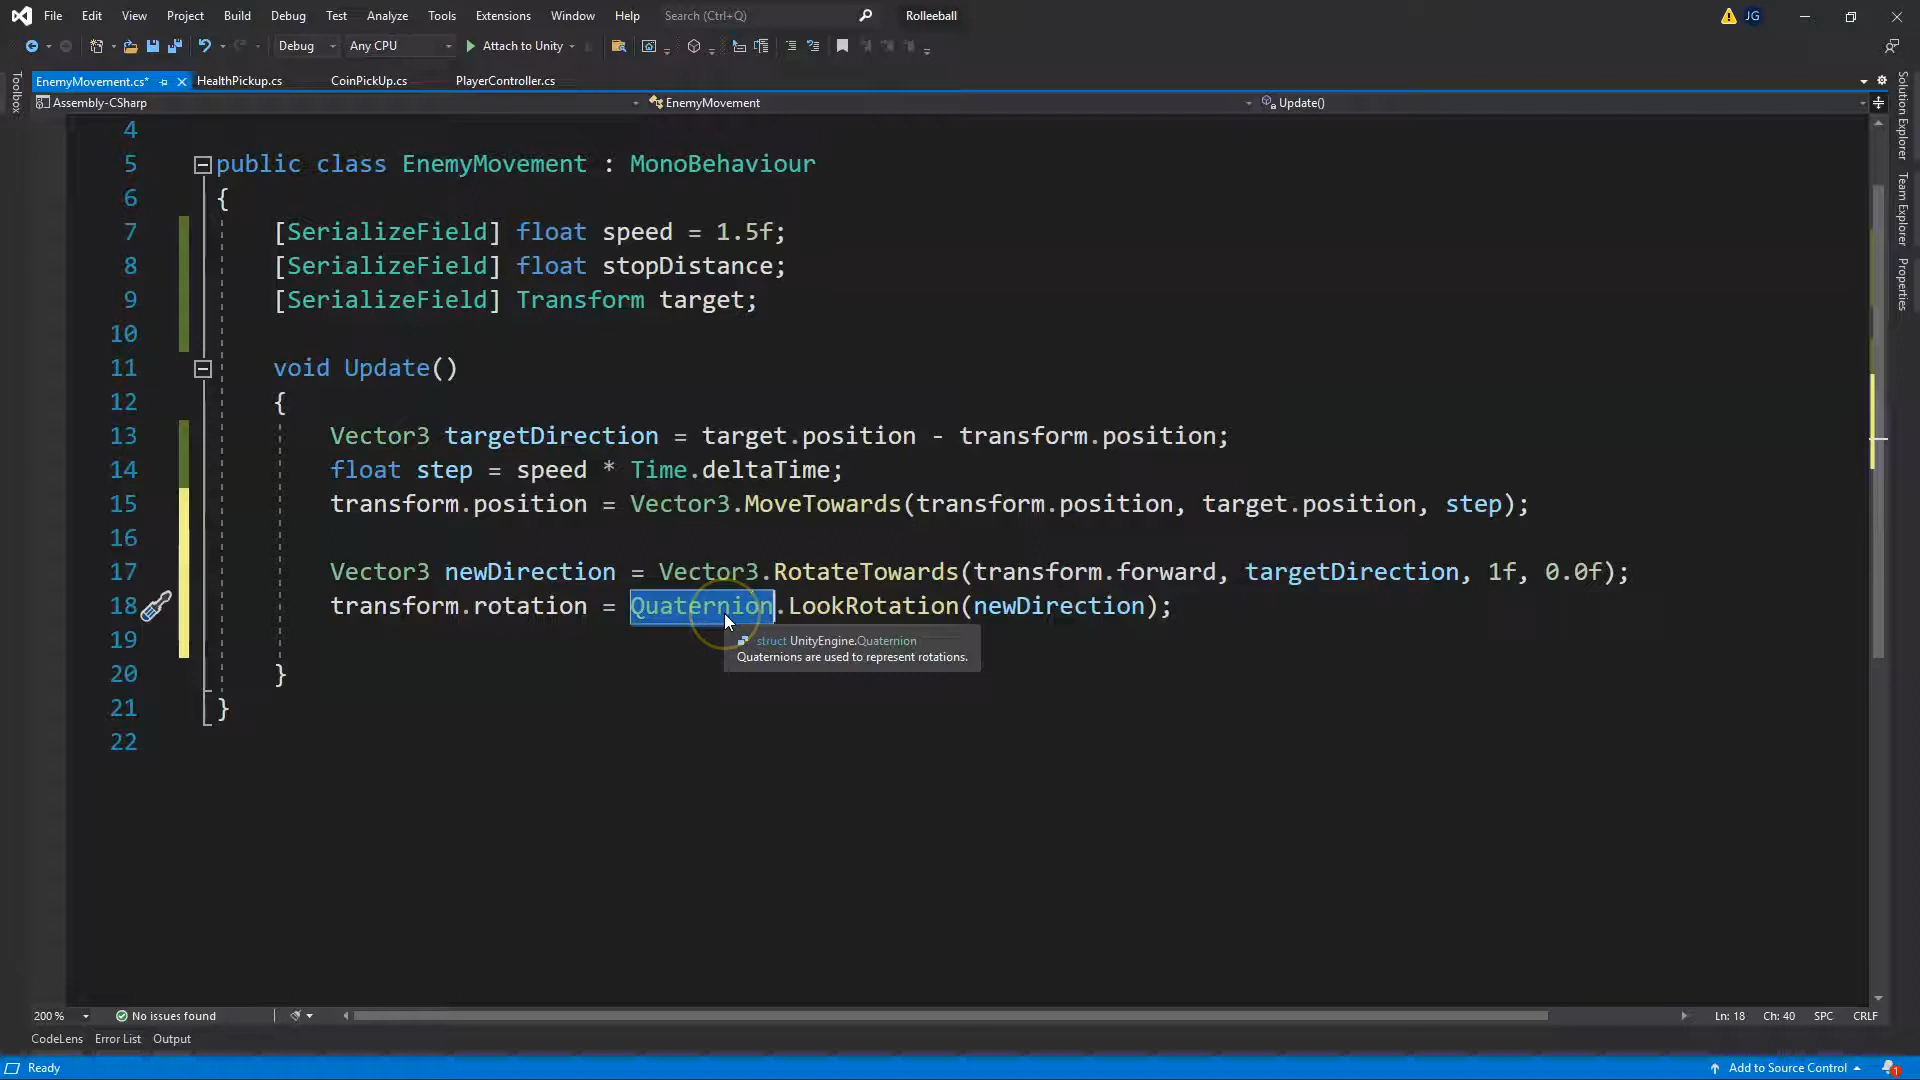 File Edit View Project Build Debug Test Analyze Tools Extensions Window Help Search (Ctrl+Q) Rolleeball JG
Debug Any CPU Attach to Unity
EnemyMovement.cs* HealthPickup.cs CoinPickUp.cs PlayerController.cs
Assembly-CSharp EnemyMovement Update()
4
5 public class EnemyMovement : MonoBehaviour
6 {
7 [SerializeField] float speed = 1.5f;
8 [SerializeField] float stopDistance;
9 [SerializeField] Transform target;
10
11 void Update()
12 {
13 Vector3 targetDirection = target.position - transform.position;
14 float step = speed * Time.deltaTime;
15 transform.position = Vector3.MoveTowards(transform.position, target.position, step);
16
17 Vector3 newDirection = Vector3.RotateTowards(transform.forward, targetDirection, 1f, 0.0f);
18 transform.rotation = Quaternion.LookRotation(newDirection);
19
struct UnityEngine.Quaternion
Quaternions are used to represent rotations.
20 }
21 }
22
Toolbox
Solution Explorer
Team Explorer
Properties
200 % No issues found Ln: 18 Ch: 40 SPC CRLF
CodeLens Error List Output
Ready Add to Source Control 1